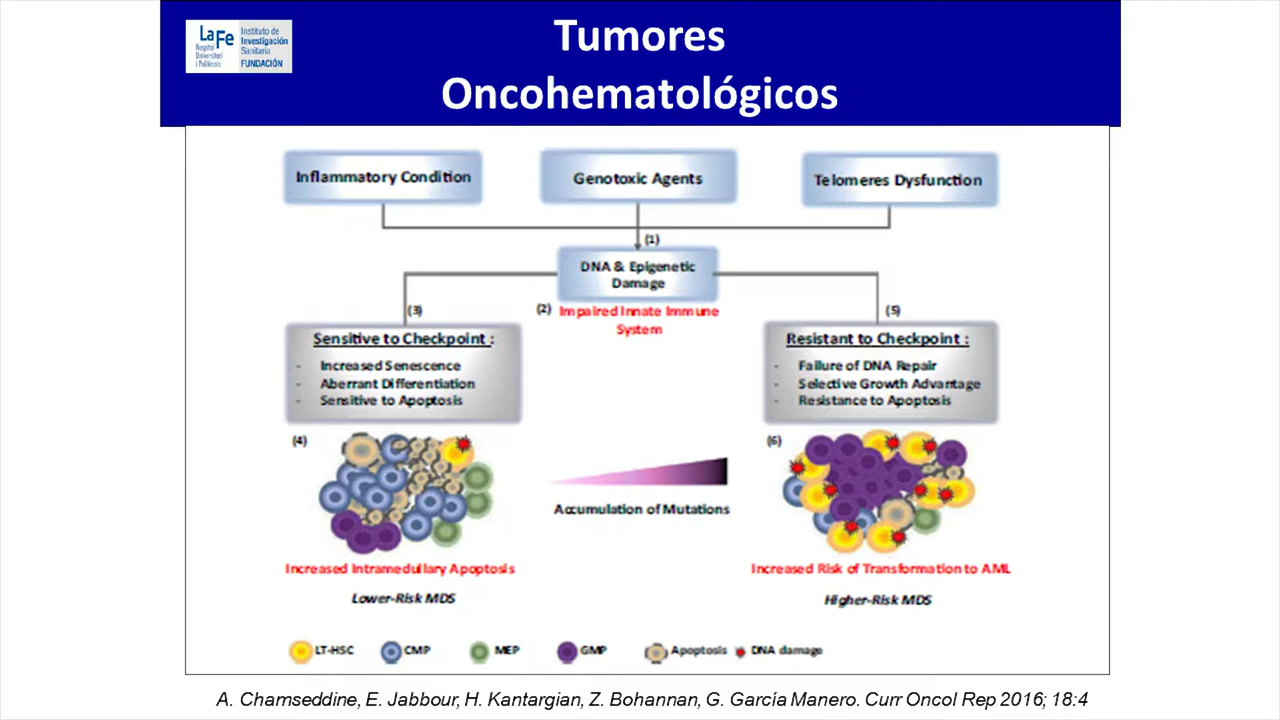 LaFe
Hospital
Universitari
i Politècnic
Instituto de
Investigación
Sanitaria
FUNDACIÓN
Tumores
Oncohematológicos
Inflammatory Condition
Genotoxic Agents
Telomeres Dysfunction
(1)
DNA & Epigenetic
Damage
(2) Impaired Innate Immune
System
(3)
Sensitive to Checkpoint :
- Increased Senescence
- Aberrant Differentiation
- Sensitive to Apoptosis
(5)
Resistant to Checkpoint :
- Failure of DNA Repair
- Selective Growth Advantage
- Resistance to Apoptosis
(4)
(6)
Accumulation of Mutations
Increased Intramedullary Apoptosis
Lower-Risk MDS
Increased Risk of Transformation to AML
Higher-Risk MDS
LT-HSC CMP MEP GMP Apoptosis DNA damage
A. Chamseddine, E. Jabbour, H. Kantargian, Z. Bohannan, G. García Manero. Curr Oncol Rep 2016; 18:4